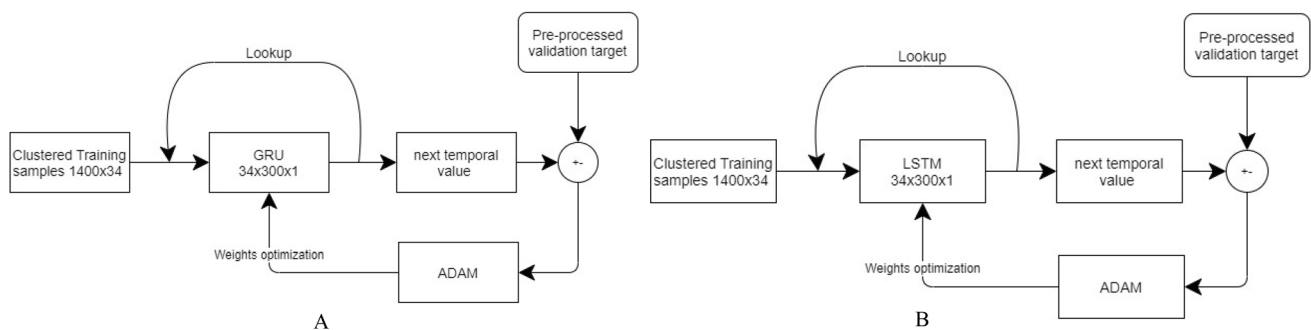 Pre-processed
validation target
Lookup
Clustered Training
samples 1400x34
GRU
34x300x1
next temporal
value
+-
Weights optimization
ADAM
A
Pre-processed
validation target
Lookup
Clustered Training
samples 1400x34
LSTM
34x300x1
next temporal
value
+-
Weights optimization
ADAM
B